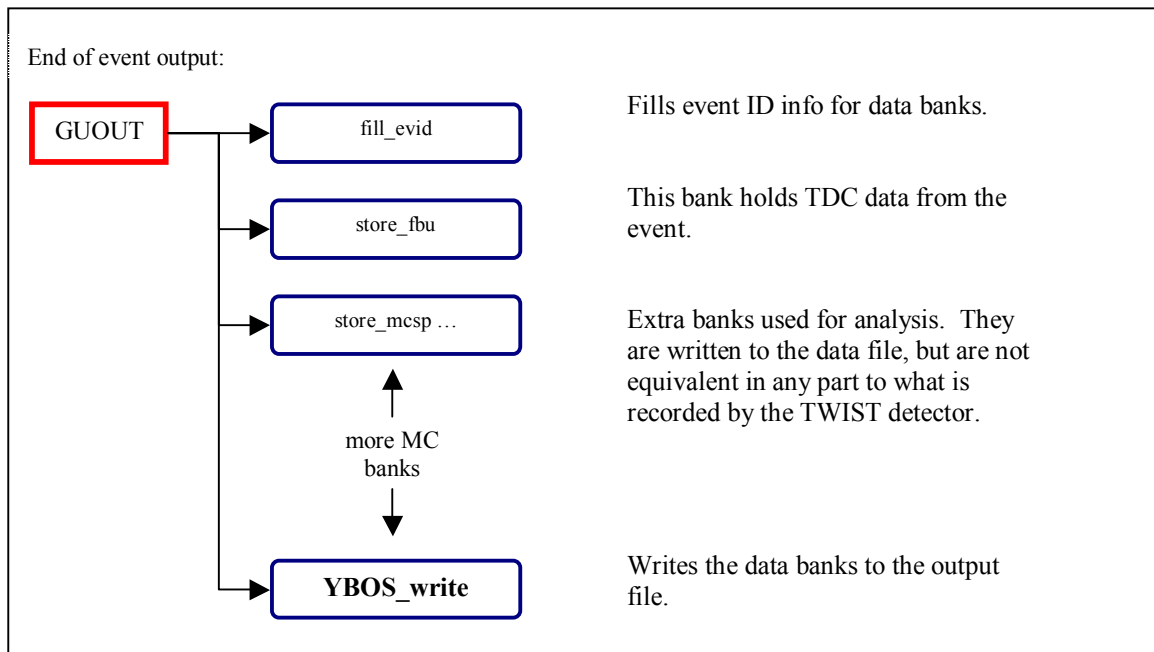 End of event output:
GUOUT
fill_evid
Fills event ID info for data banks.
store_fbu
This bank holds TDC data from the
event.
store_mcsp …
Extra banks used for analysis.  They
are written to the data file, but are not
equivalent in any part to what is
recorded by the TWIST detector.
more MC
banks
YBOS_write
Writes the data banks to the output
file.